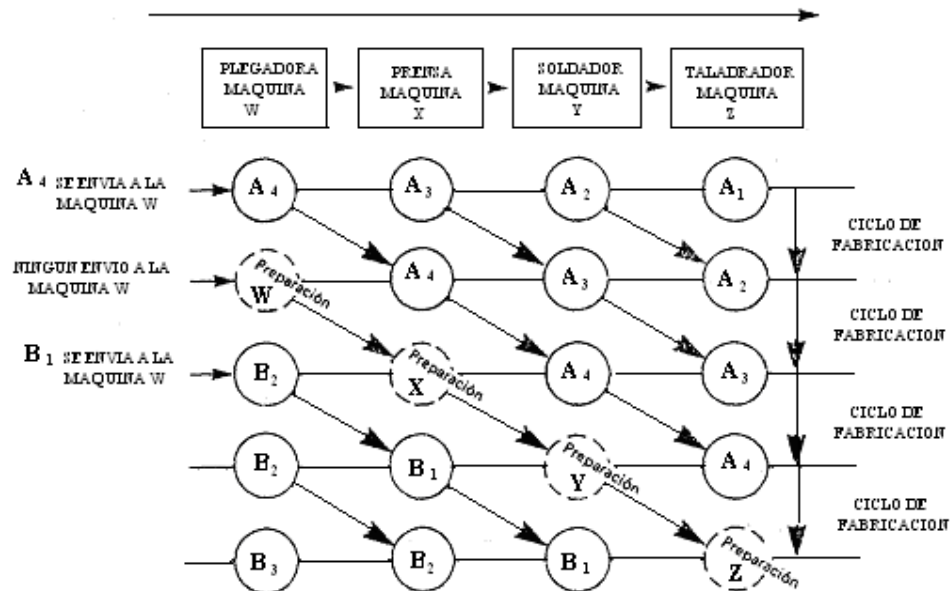 PLEGADORA
MAQUINA
W
PRENSA
MAQUINA
X
SOLDADOR
MAQUINA
Y
TALADRADOR
MAQUINA
Z
A4 SE ENVIA A LA
MAQUINA W
A4
A3
A2
A1
CICLO DE
FABRICACION
NINGUN ENVIO A LA
MAQUINA W
Preparación
W
A4
A3
A2
CICLO DE
FABRICACION
B1 SE ENVIA A LA
MAQUINA W
B2
Preparación
X
A4
A3
CICLO DE
FABRICACION
B2
B1
Preparación
Y
A4
CICLO DE
FABRICACION
B3
B2
B1
Preparación
Z